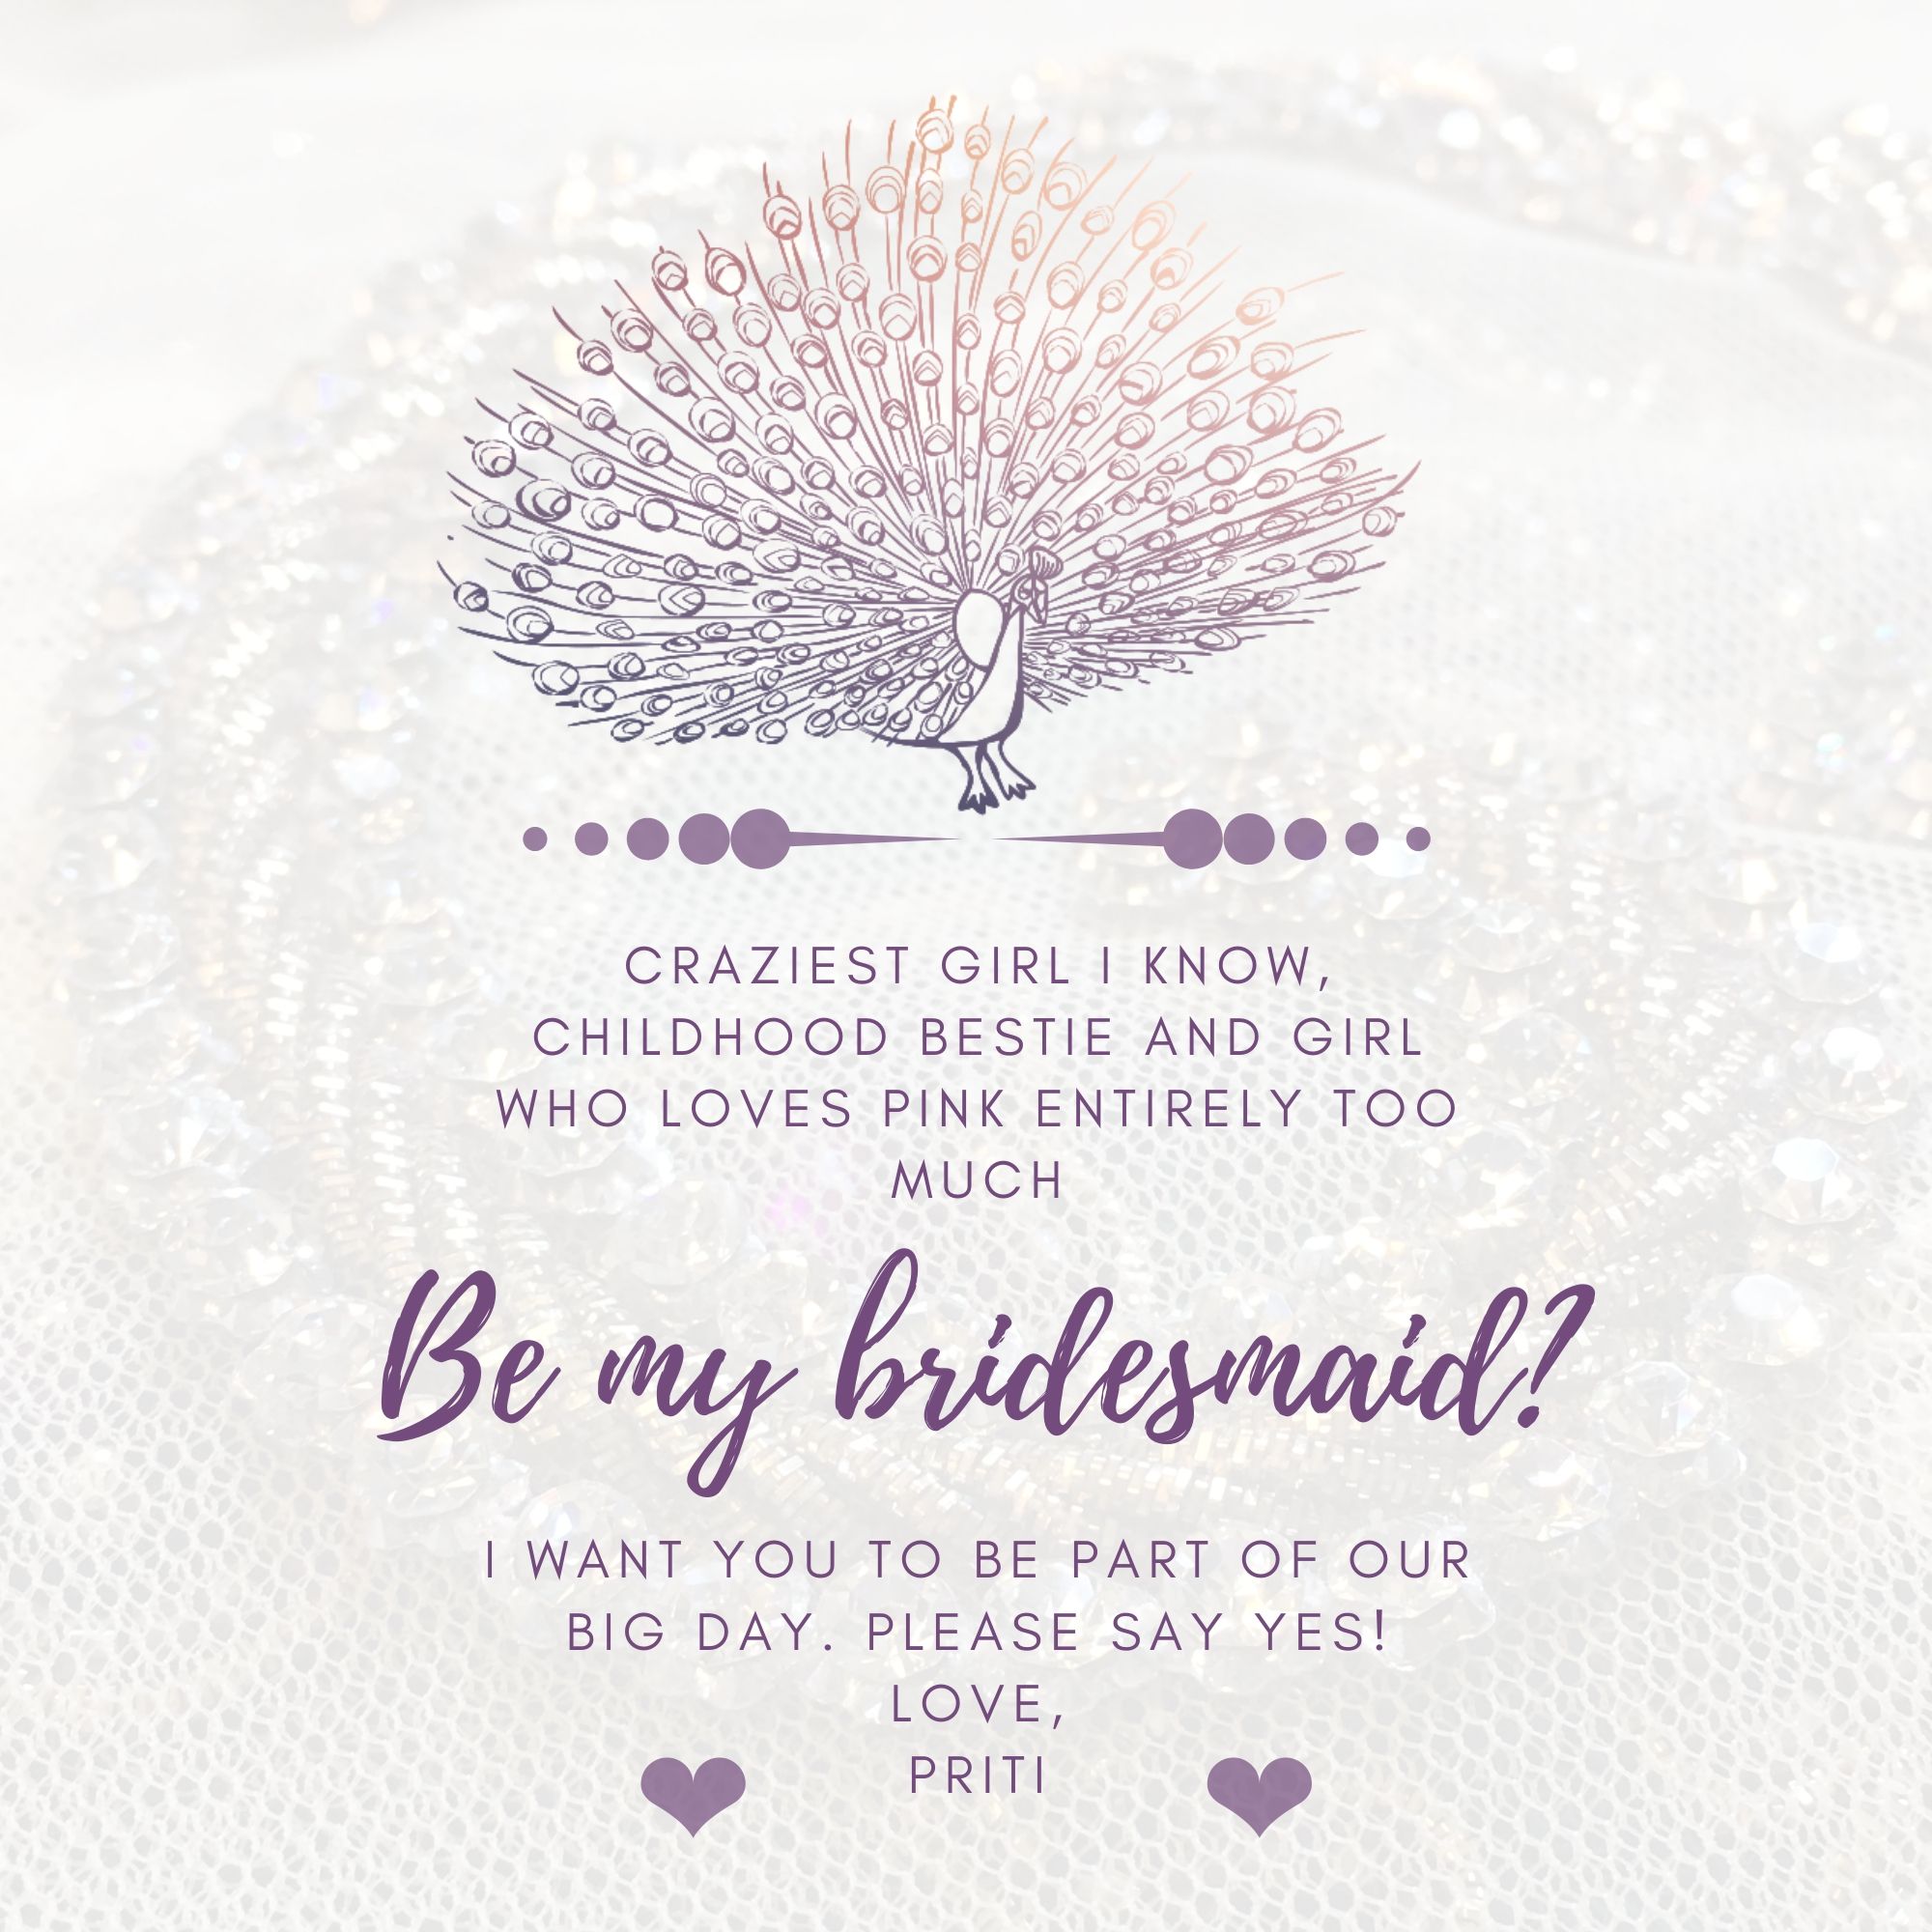 CRAZIEST GIRL I KNOW,
CHILDHOOD BESTIE AND GIRL
WHO LOVES PINK ENTIRELY TOO
MUCH
Be my bridesmaid?
I WANT YOU TO BE PART OF OUR
BIG DAY. PLEASE SAY YES!
LOVE,
PRITI